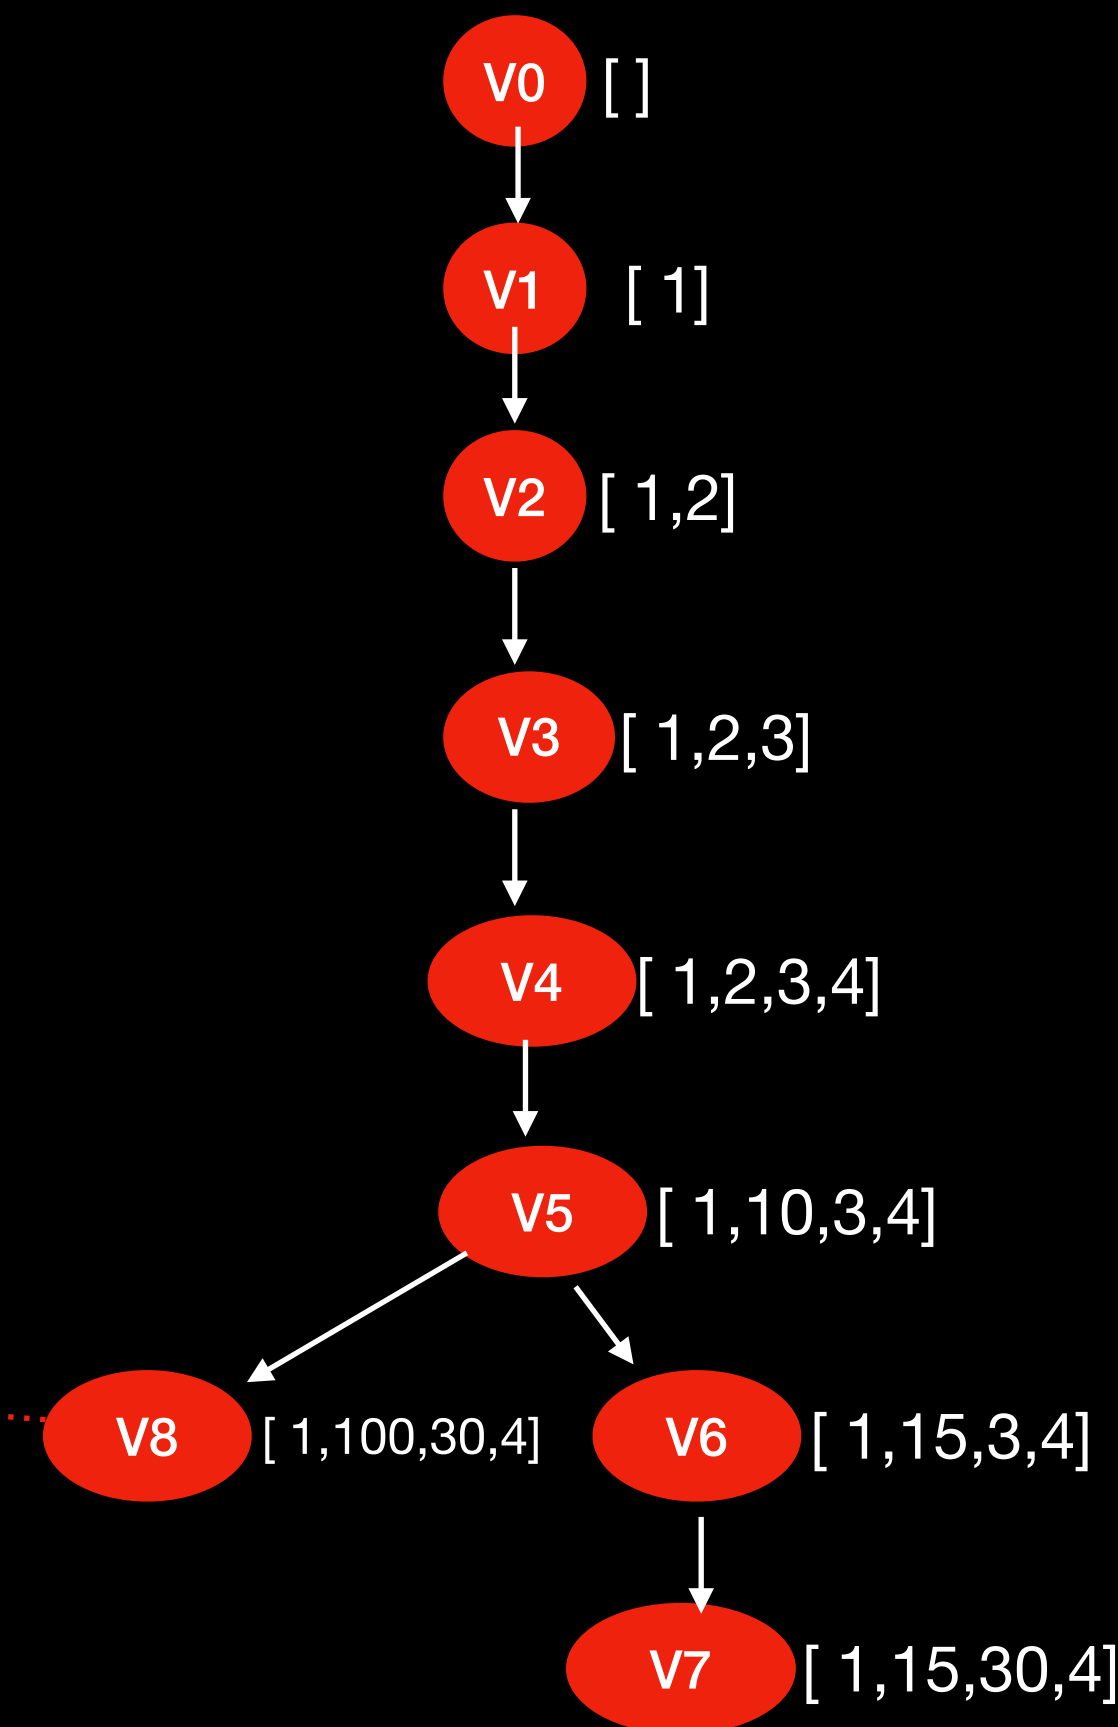 V0 [ ]
V1 [ 1]
V2 [ 1,2]
V3 [ 1,2,3]
V4 [ 1,2,3,4]
V5 [ 1,10,3,4]
V8 [ 1,100,30,4] V6 [ 1,15,3,4]
V7 [ 1,15,30,4]